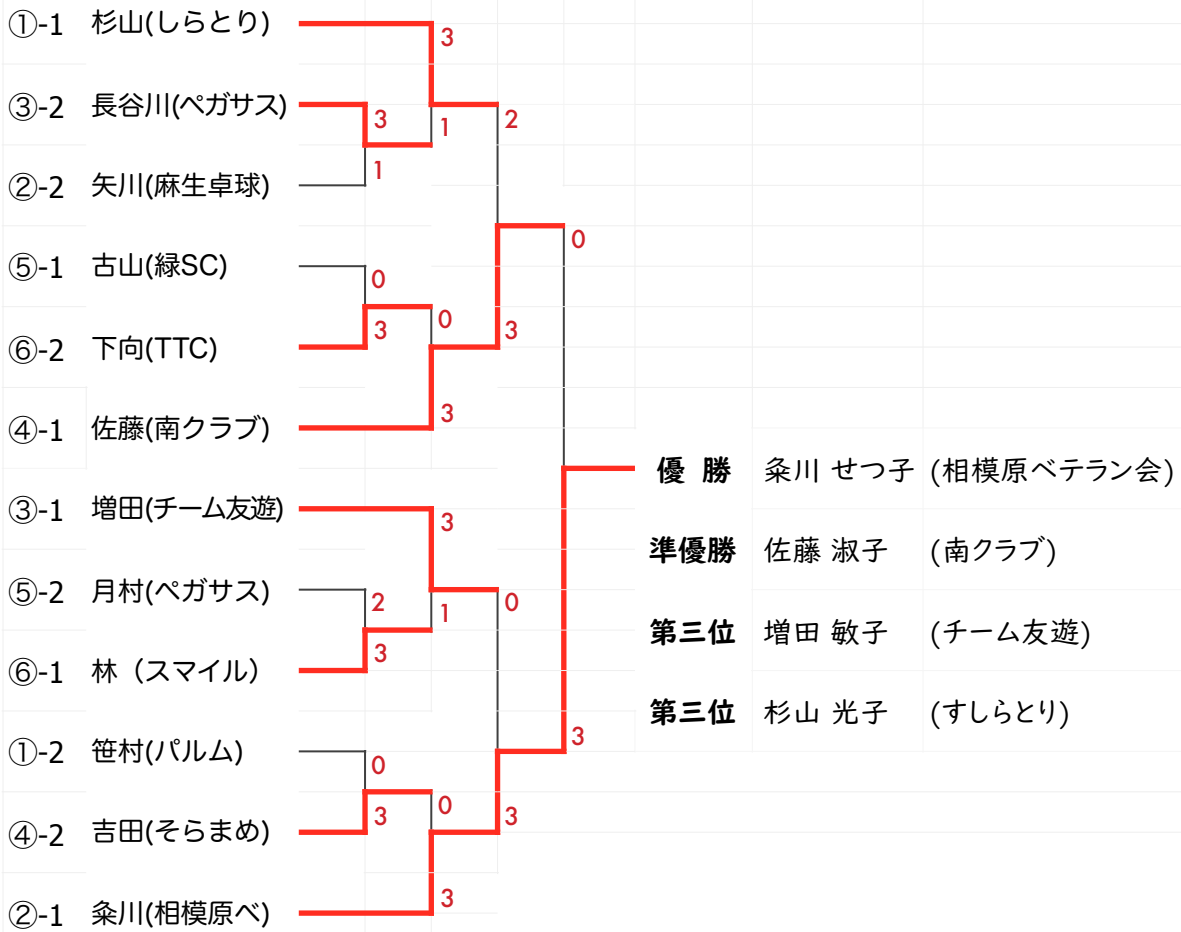 ①-1 杉山(しらとり)
3
③-2 長谷川(ペガサス)
3
1
2
1
②-2 矢川(麻生卓球)
0
⑤-1 古山(緑SC)
0
3
0
3
⑥-2 下向(TTC)
3
④-1 佐藤(南クラブ)
優 勝 粂川 せつ子 (相模原ベテラン会)
③-1 増田(チーム友遊)
3
準優勝 佐藤 淑子 (南クラブ)
⑤-2 月村(ペガサス)
2
1
0
第三位 増田 敏子 (チーム友遊)
3
⑥-1 林（スマイル）
第三位 杉山 光子 (すしらとり)
3
①-2 笹村(パルム)
0
3
0
3
④-2 吉田(そらまめ)
3
②-1 粂川(相模原ベ)